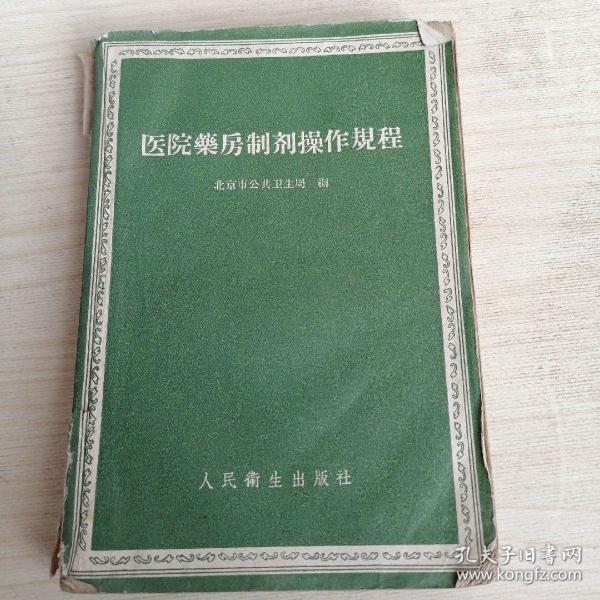 医院藥房制剂操作規程
北京市公共卫生局 編
人民衛生出版社
孔夫子旧书网
www.kongfz.com